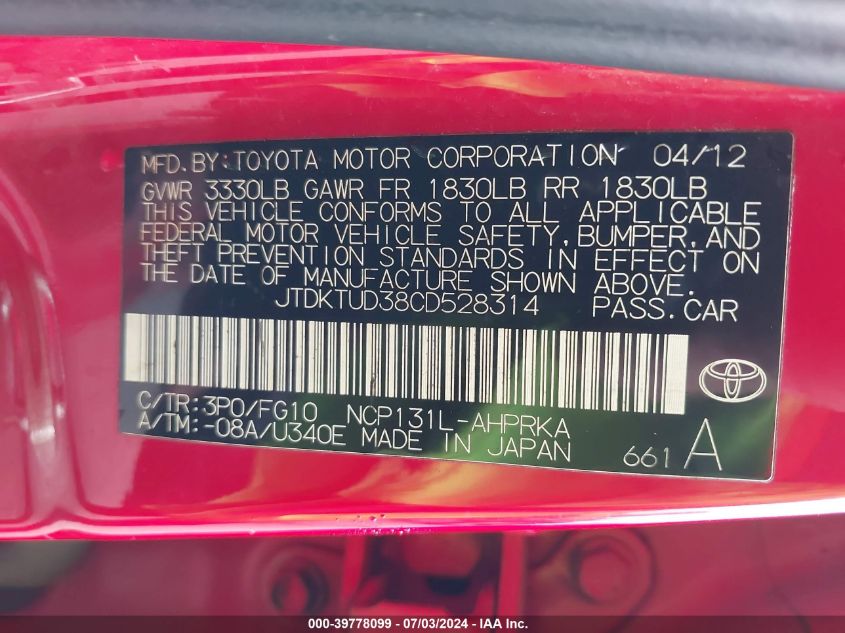 MFD.BY:TOYOTA MOTOR CORPORATION 04/12
GVWR 3330LB GAWR FR 1830LB RR 1830LB
THIS VEHICLE CONFORMS TO ALL APPLICABLE
FEDERAL MOTOR VEHICLE SAFETY,BUMPER,AND
THEFT PREVENTION STANDARDS IN EFFECT ON
THE DATE OF MANUFACTURE SHOWN ABOVE.
JTDKTUD38CD528314 PASS.CAR
C/TR:3P0/FG10 NCP131L-AHPRKA
A/TM:-08A/U340E MADE IN JAPAN 661 A
000-39778099 - 07/03/2024 - IAA Inc.